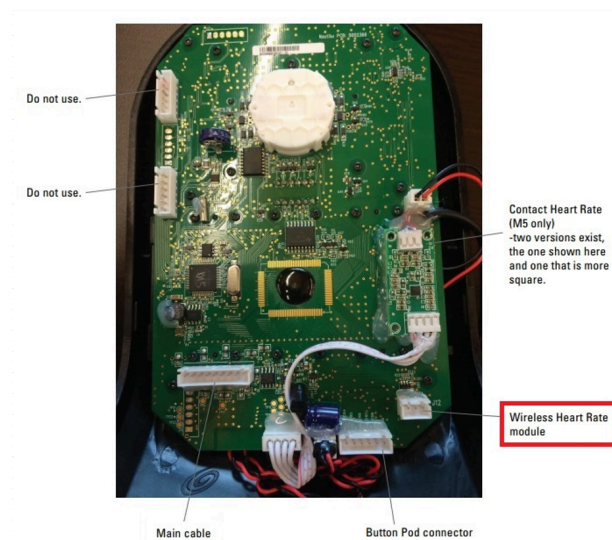 Do not use.
Do not use.
Contact Heart Rate
(M5 only)
-two versions exist,
the one shown here
and one that is more
square.
J12
Wireless Heart Rate
module
Main cable
Button Pod connector